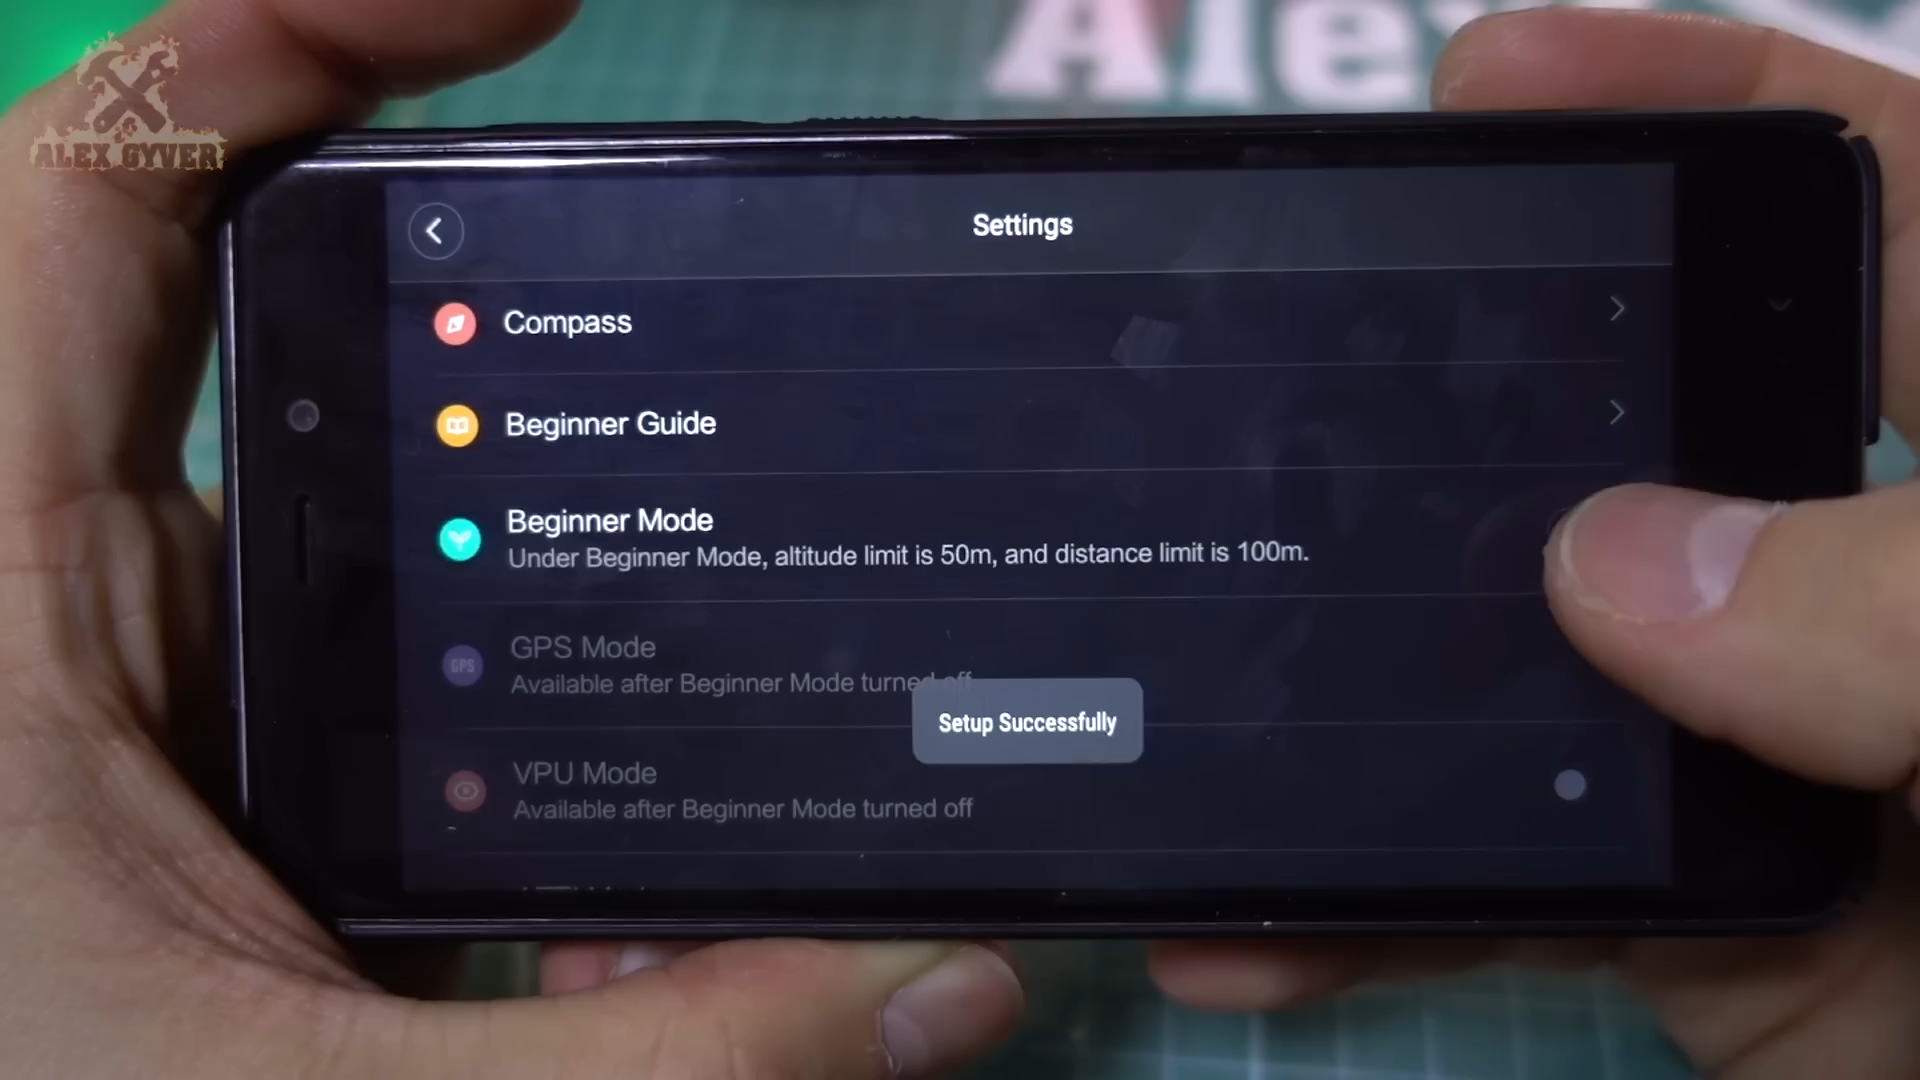 Alex
ALEX GYVER
Settings
Compass
Beginner Guide
Beginner Mode
Under Beginner Mode, altitude limit is 50m, and distance limit is 100m.
GPS
GPS Mode
Available after Beginner Mode turned off
Setup Successfully
VPU Mode
Available after Beginner Mode turned off